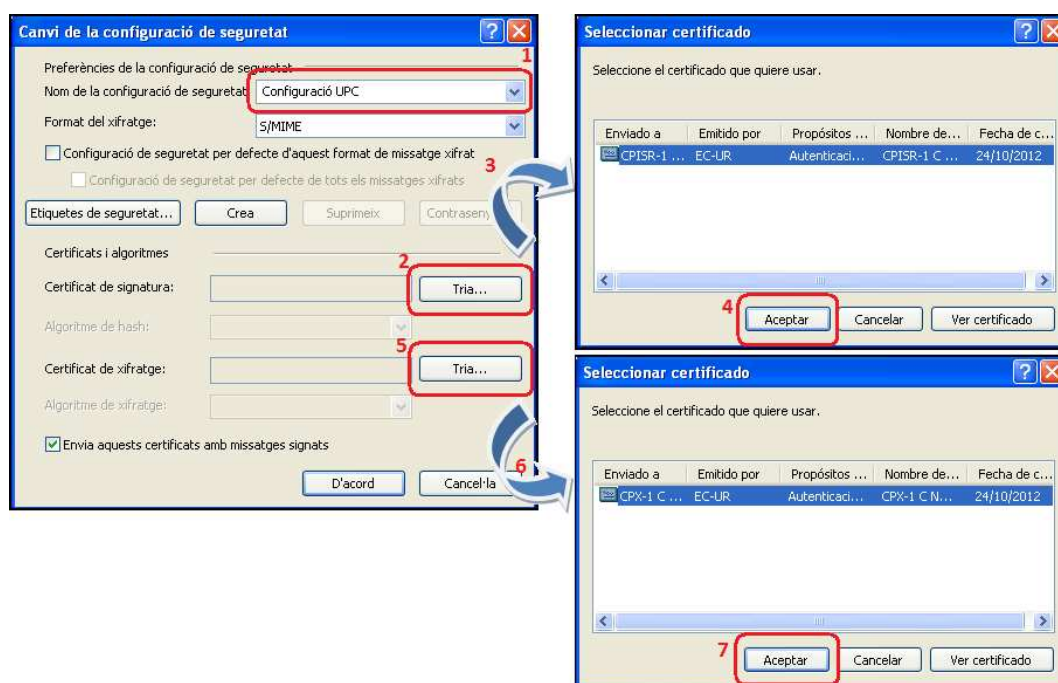 Canvi de la configuració de seguretat
1
Preferències de la configuració de seguretat
Nom de la configuració de seguretat Configuració UPC
Format del xifratge: S/MIME
Configuració de seguretat per defecte d'aquest format de missatge xifrat
3
Configuració de seguretat per defecte de tots els missatges xifrats
Etiquetes de seguretat... Crea Suprimeix
Certificats i algoritmes
2
Certificat de signatura: Tria...
Algoritme de hash:
5
Certificat de xifratge: Tria...
Algoritme de xifratge:
Envia aquests certificats amb missatges signats
6
D'acord Cancel·la
Seleccionar certificado
Seleccione el certificado que quiere usar.
Enviado a Emitido por Propósitos ... Nombre de... Fecha de c...
CPISR-1 ... EC-UR Autenticaci... CPISR-1 C ... 24/10/2012
4
Aceptar Cancelar Ver certificado
Seleccionar certificado
Seleccione el certificado que quiere usar.
Enviado a Emitido por Propósitos ... Nombre de... Fecha de c...
CPX-1 C ... EC-UR Autenticaci... CPX-1 C N... 24/10/2012
7
Aceptar Cancelar Ver certificado